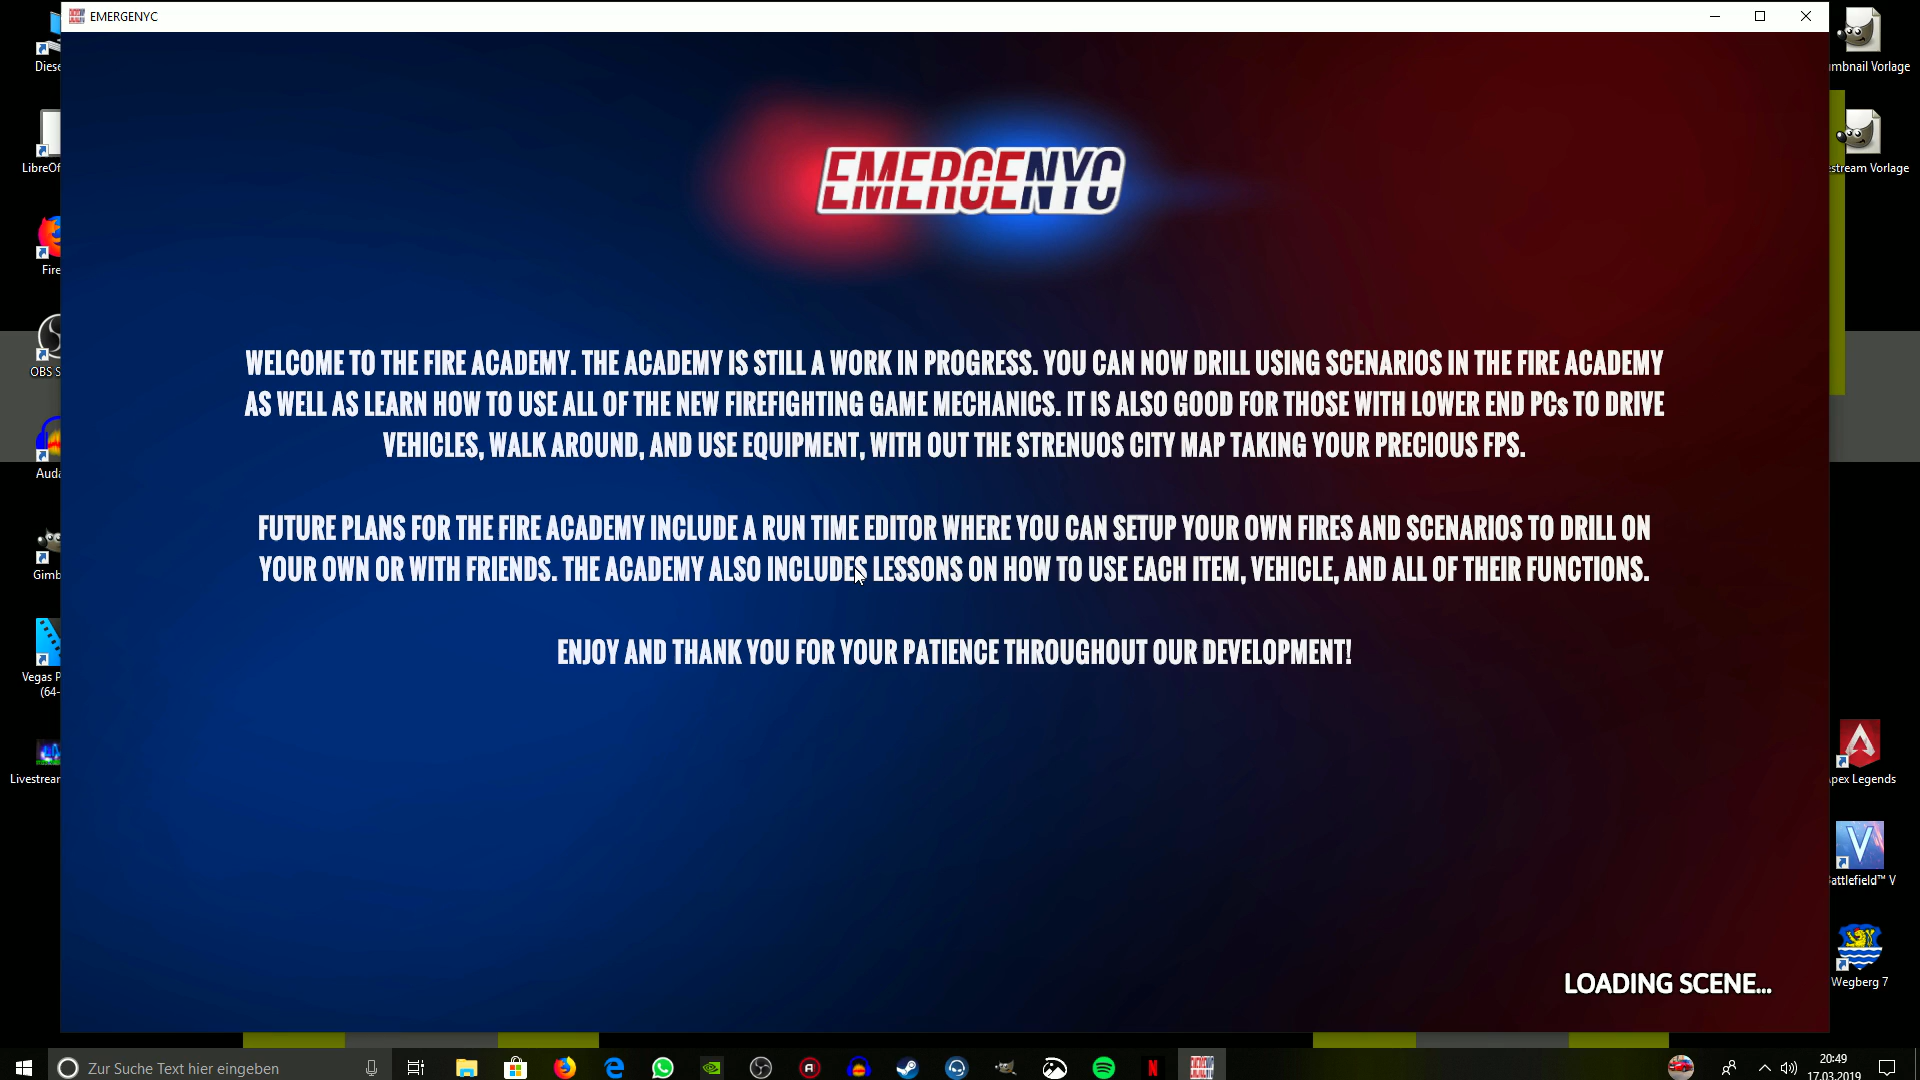 EMERGENYC
Diese
mbnail Vorlage
LibreOf
stream Vorlage
Fire
OBS S
Auda
Gimb
Vegas P
(64-
Livestrear
EMERGENYC
WELCOME TO THE FIRE ACADEMY. THE ACADEMY IS STILL A WORK IN PROGRESS. YOU CAN NOW DRILL USING SCENARIOS IN THE FIRE ACADEMY
AS WELL AS LEARN HOW TO USE ALL OF THE NEW FIREFIGHTING GAME MECHANICS. IT IS ALSO GOOD FOR THOSE WITH LOWER END PCs TO DRIVE
VEHICLES, WALK AROUND, AND USE EQUIPMENT, WITH OUT THE STRENUOS CITY MAP TAKING YOUR PRECIOUS FPS.
FUTURE PLANS FOR THE FIRE ACADEMY INCLUDE A RUN TIME EDITOR WHERE YOU CAN SETUP YOUR OWN FIRES AND SCENARIOS TO DRILL ON
YOUR OWN OR WITH FRIENDS. THE ACADEMY ALSO INCLUDES LESSONS ON HOW TO USE EACH ITEM, VEHICLE, AND ALL OF THEIR FUNCTIONS.
ENJOY AND THANK YOU FOR YOUR PATIENCE THROUGHOUT OUR DEVELOPMENT!
LOADING SCENE...
pex Legends
attlefield™ V
Wegberg 7
Zur Suche Text hier eingeben
20:49
17.03.2019